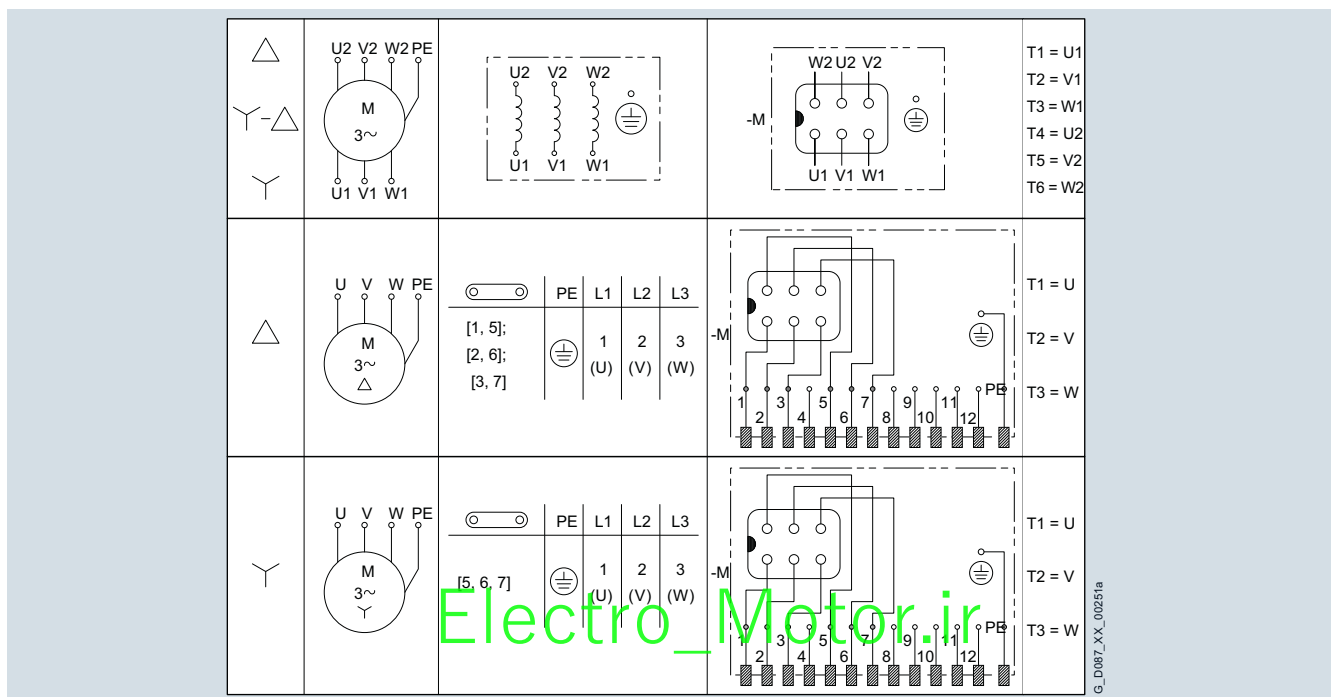 U2 V2 W2 PE
M
3~
U1 V1 W1
U2 V2 W2
U1 V1 W1
W2 U2 V2
-M
U1 V1 W1
T1 = U1
T2 = V1
T3 = W1
T4 = U2
T5 = V2
T6 = W2
U V W PE
M
3~
PE L1 L2 L3
[1, 5];
[2, 6];
[3, 7]
1 2 3
(U) (V) (W)
-M
PE
1 2 3 4 5 6 7 8 9 10 11 12
T1 = U
T2 = V
T3 = W
U V W PE
M
3~
PE L1 L2 L3
[5, 6, 7]
1 2 3
(U) (V) (W)
-M
PE
1 2 3 4 5 6 7 8 9 10 11 12
T1 = U
T2 = V
T3 = W
Electro_Motor.ir
G_D087_XX_00251a